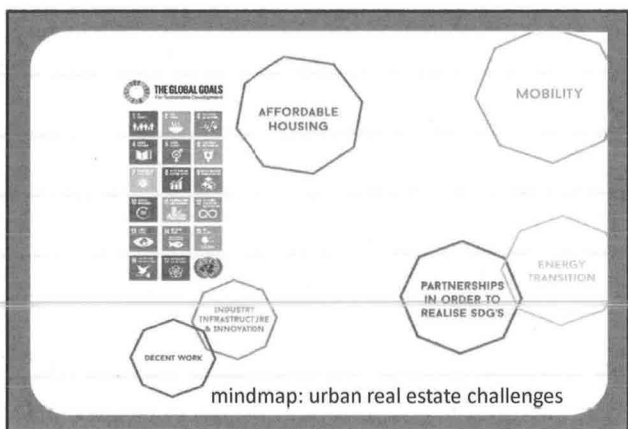 THE GLOBAL GOALS
For Sustainable Development
AFFORDABLE
HOUSING
MOBILITY
ENERGY
TRANSITION
PARTNERSHIPS
IN ORDER TO
REALISE SDG'S
INDUSTRY
INFRASTRUCTURE
& INNOVATION
DECENT WORK
mindmap: urban real estate challenges